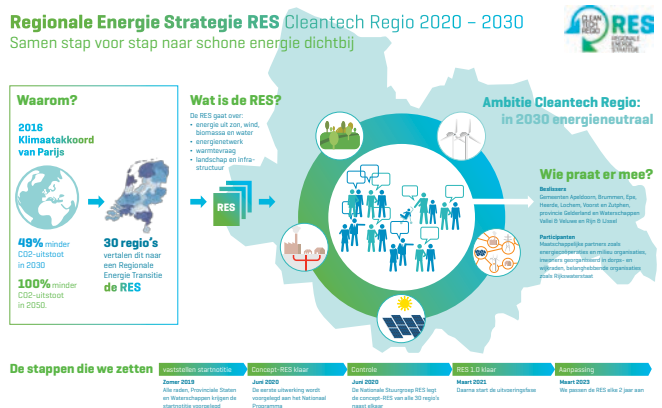 Regionale Energie Strategie RES Cleantech Regio 2020 – 2030
Samen stap voor stap naar schone energie dichtbij
CLEAN
TECH
REGIO
RES
REGIONALE
ENERGIE
STRATEGIE
Waarom?
2016
Klimaatakkoord
van Parijs
49% minder
CO2-uitstoot
in 2030
100% minder
CO2-uitstoot
in 2050.
30 regio's
vertalen dit naar
een Regionale
Energie Transitie
de RES
Wat is de RES?
De RES gaat over:
• energie uit zon, wind,
biomassa en water
• energienetwerk
• warmtevraag
• landschap en infra-
structuur
RES
Ambitie Cleantech Regio:
in 2030 energieneutraal
Wie praat er mee?
Beslissers
Gemeenten Apeldoorn, Brummen, Epe,
Heerde, Lochem, Voorst en Zutphen,
provincie Gelderland en Waterschappen
Vallei & Veluwe en Rijn & IJssel
Participanten
Maatschappelijke partners zoals
energiecoöperaties en milieu organisaties,
inwoners georganiseerd in dorps- en
wijkraden, belanghebbende organisaties
zoals Rijkswaterstaat
De stappen die we zetten
vaststellen startnotitie
Zomer 2019
Alle raden, Provinciale Staten
en Waterschappen krijgen de
startnotitie voorgelegd
Concept-RES klaar
Juni 2020
De eerste uitwerking wordt
voorgelegd aan het Nationaal
Programma
Controle
Juni 2020
De Nationale Stuurgroep RES legt
de concept-RES van alle 30 regio's
naast elkaar
RES 1.0 klaar
Maart 2021
Daarna start de uitvoeringsfase
Aanpassing
Maart 2023
We passen de RES elke 2 jaar aan